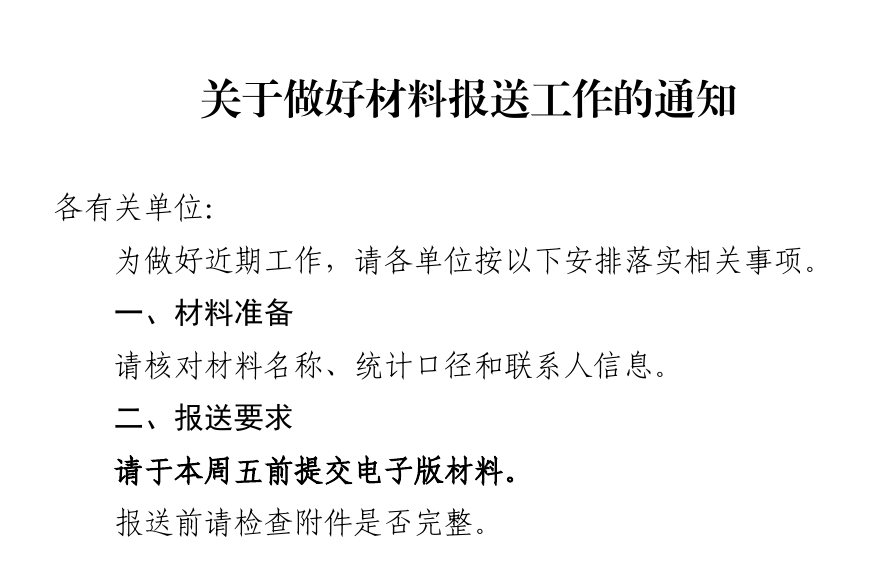 关于做好材料报送工作的通知
各有关单位：
为做好近期工作，请各单位按以下安排落实相关事项。
一、材料准备
请核对材料名称、统计口径和联系人信息。
二、报送要求
请于本周五前提交电子版材料。
报送前请检查附件是否完整。